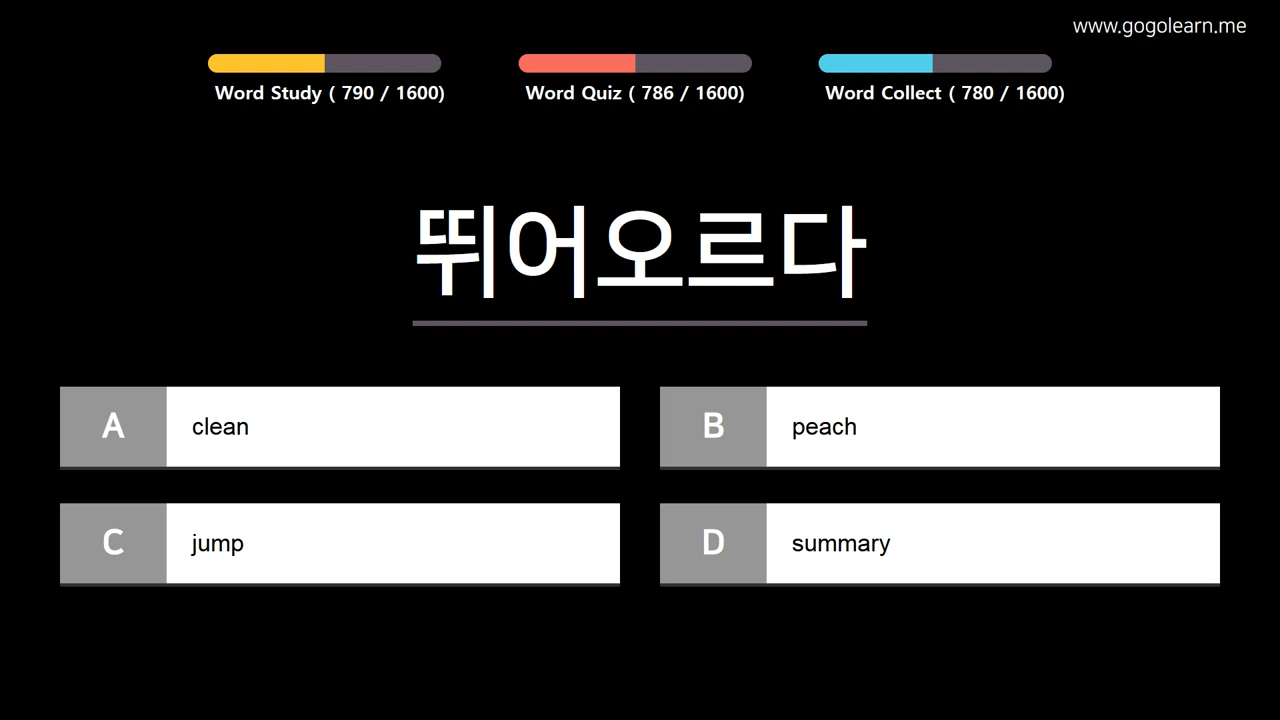 www.gogolearn.me
Word Study ( 790 / 1600)
Word Quiz ( 786 / 1600)
Word Collect ( 780 / 1600)
뛰어오르다
A clean
B peach
C jump
D summary